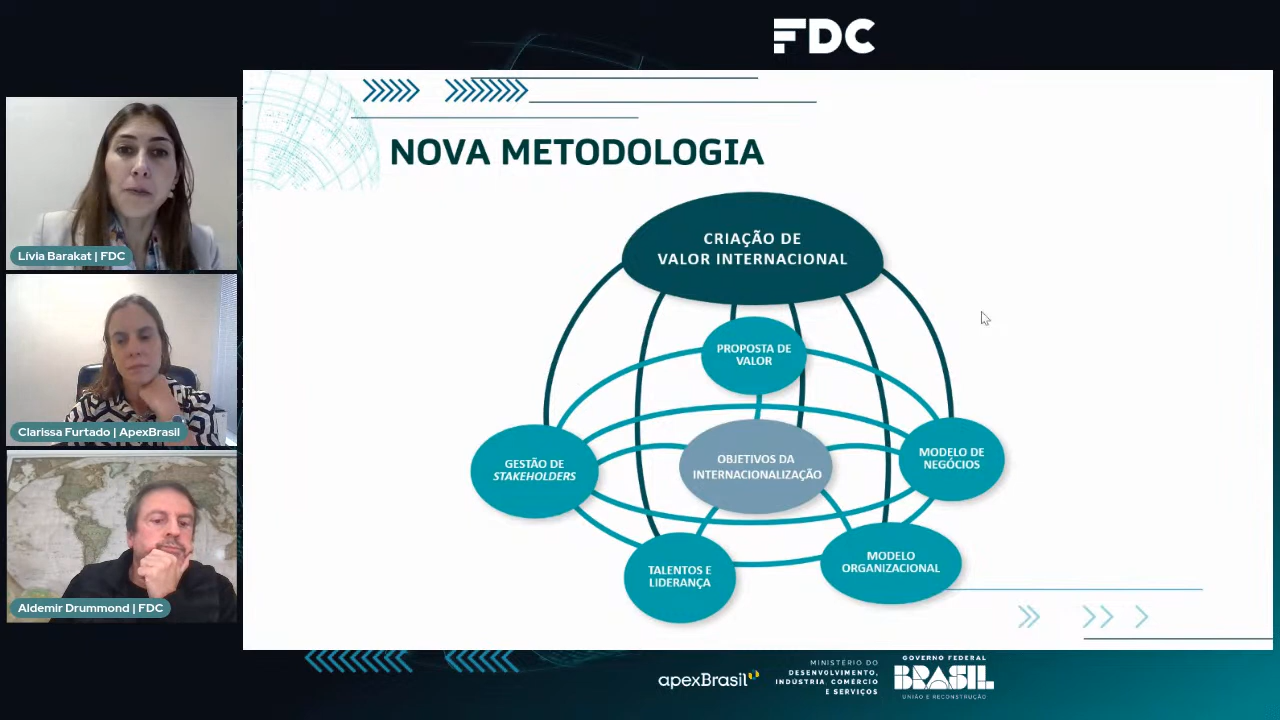 FDC
NOVA METODOLOGIA
CRIAÇÃO DE
VALOR INTERNACIONAL
PROPOSTA DE
VALOR
GESTÃO DE
STAKEHOLDERS
OBJETIVOS DA
INTERNACIONALIZAÇÃO
MODELO DE
NEGÓCIOS
TALENTOS E
LIDERANÇA
MODELO
ORGANIZACIONAL
Lívia Barakat | FDC
Clarissa Furtado | ApexBrasil
Aldemir Drummond | FDC
apexBrasil
MINISTÉRIO DO
DESENVOLVIMENTO,
INDÚSTRIA, COMÉRCIO
E SERVIÇOS
GOVERNO FEDERAL
BRASIL
UNIÃO E RECONSTRUÇÃO